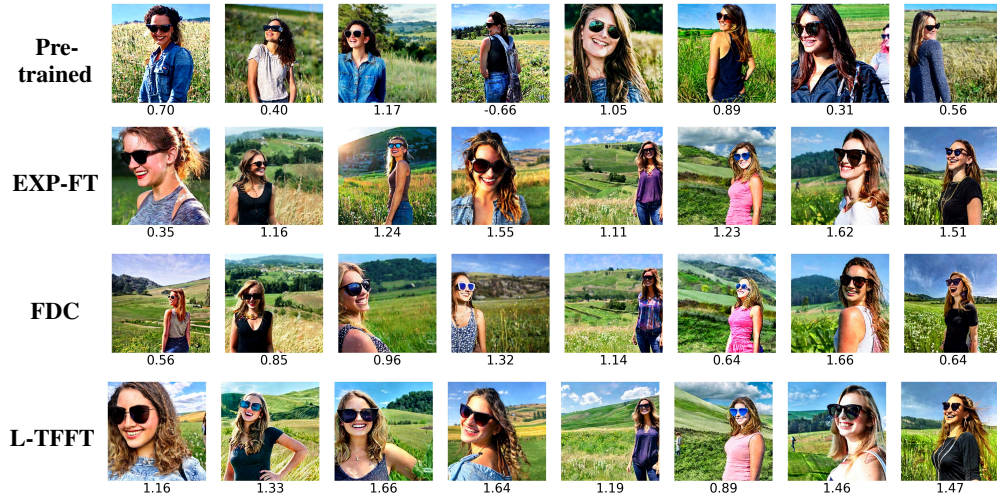 Pre-
trained
0.70 0.40 1.17 -0.66 1.05 0.89 0.31 0.56
EXP-FT
0.35 1.16 1.24 1.55 1.11 1.23 1.62 1.51
FDC
0.56 0.85 0.96 1.32 1.14 0.64 1.66 0.64
L-TFFT
1.16 1.33 1.66 1.64 1.19 0.89 1.46 1.47